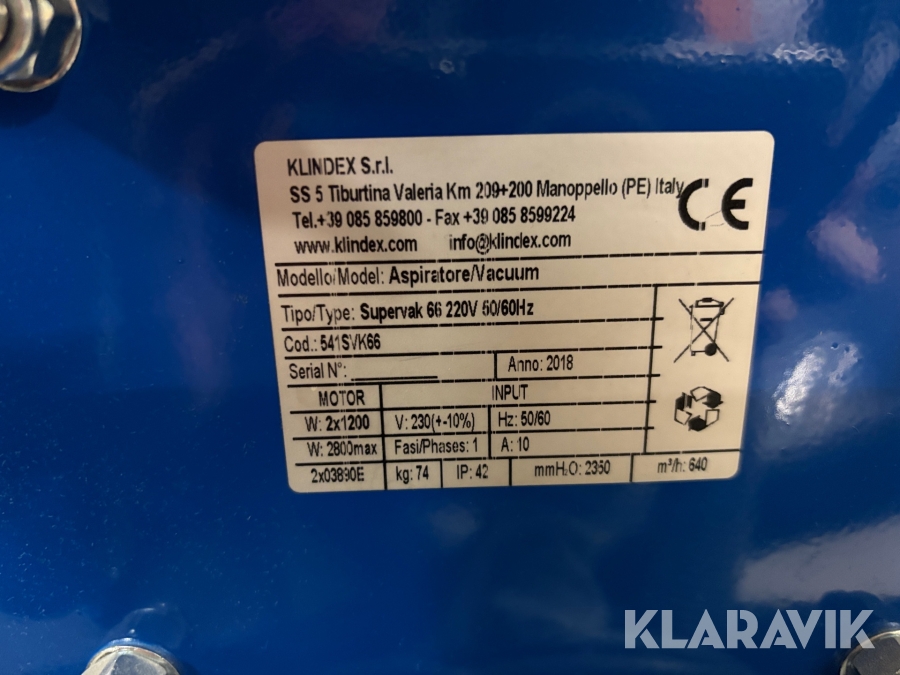 KLINDEX S.r.l.
SS 5 Tiburtina Valeria Km 209+200 Manoppello (PE) Italy
CE
Tel.+39 085 859800 - Fax +39 085 8599224
www.klindex.com info@klindex.com
Modello/Model: Aspiratore/Vacuum
Tipo/Type: Supervak 66 220V 50/60Hz
Cod.: 541SVK66
Serial N°: __________ Anno: 2018
MOTOR INPUT
W: 2x1200 V: 230(+-10%) Hz: 50/60
W: 2800max Fasi/Phases: 1 A: 10
2x03890E kg: 74 IP: 42 mmH2O: 2350 m³/h: 640
KLARAVIK